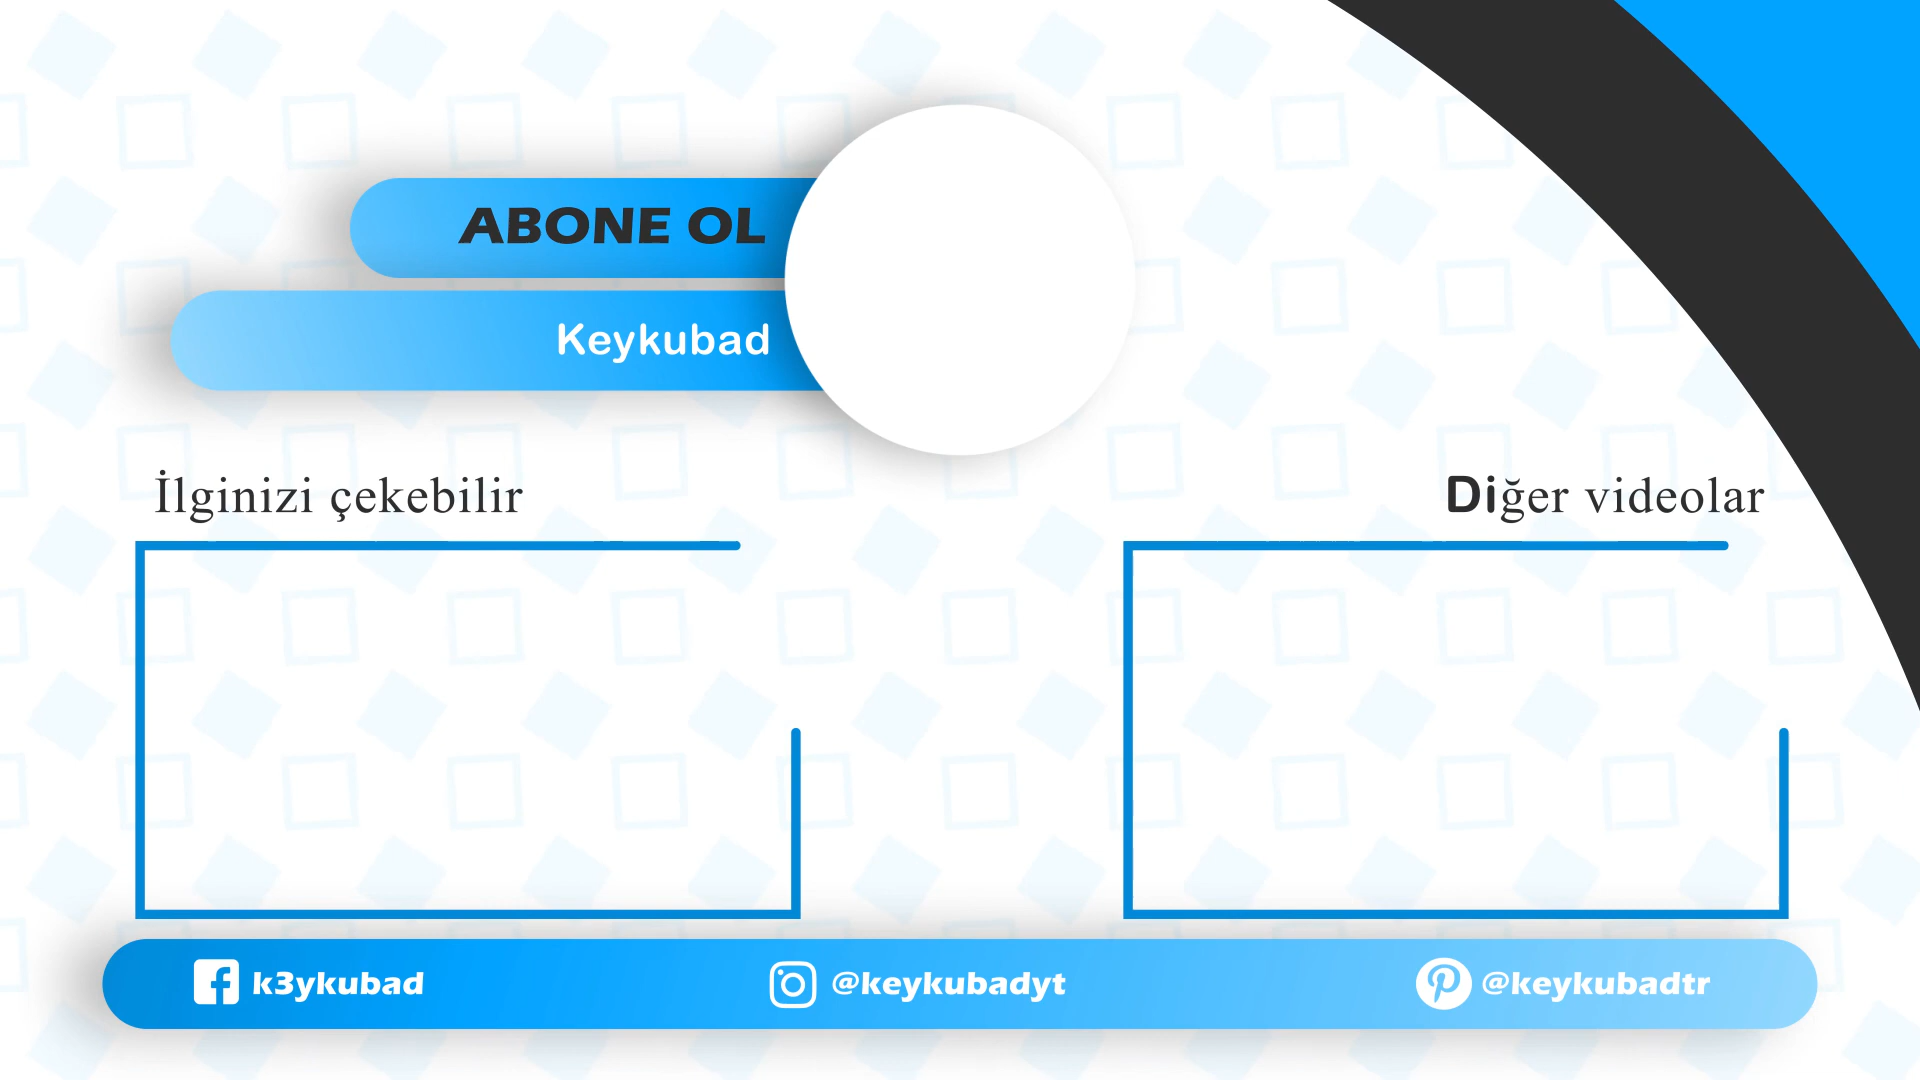 ABONE OL
Keykubad
İlginizi çekebilir
Diğer videolar
k3ykubad
@keykubadyt
@keykubadtr